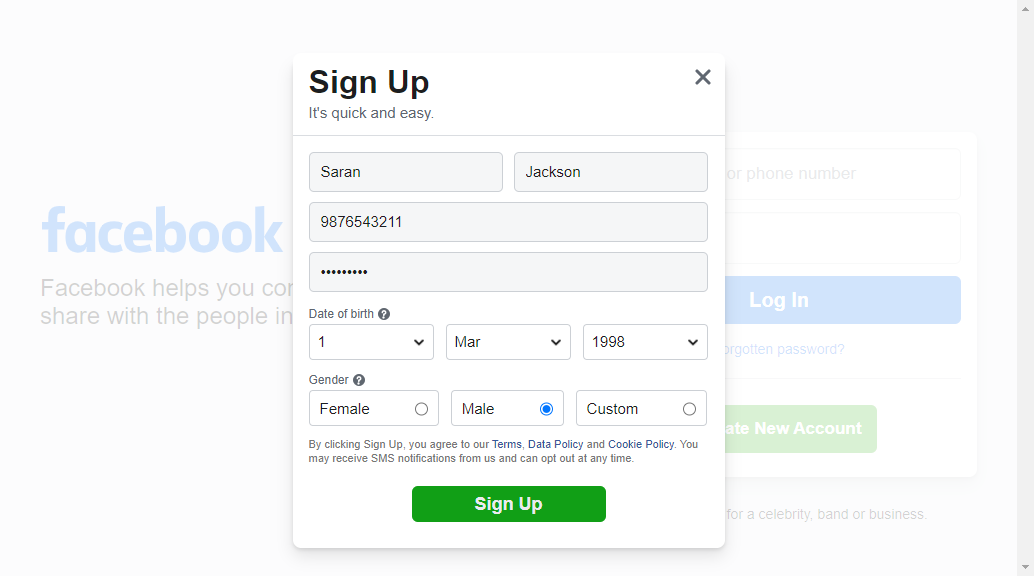 Sign Up
It's quick and easy.
Saran Jackson
9876543211
•••••••••
Date of birth ?
1 Mar 1998
Gender ?
Female Male Custom
By clicking Sign Up, you agree to our Terms, Data Policy and Cookie Policy. You
may receive SMS notifications from us and can opt out at any time.
Sign Up
facebook
Facebook helps you con
share with the people in
or phone number
Log In
orgotten password?
ate New Account
for a celebrity, band or business.